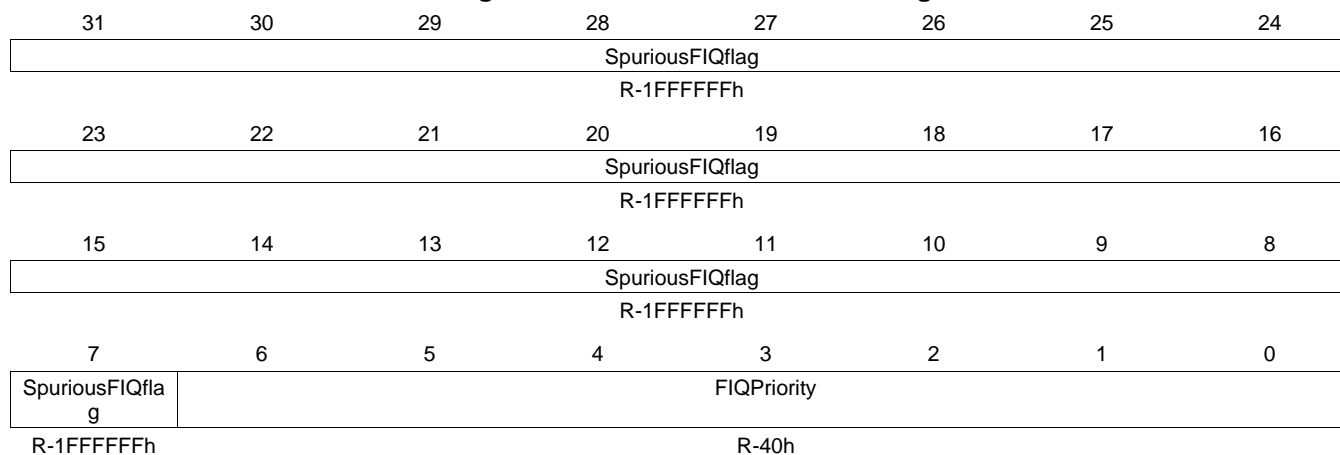 31 30 29 28 27 26 25 24
SpuriousFIQflag
R-1FFFFFFh
23 22 21 20 19 18 17 16
SpuriousFIQflag
R-1FFFFFFh
15 14 13 12 11 10 9 8
SpuriousFIQflag
R-1FFFFFFh
7 6 5 4 3 2 1 0
SpuriousFIQfla FIQPriority
g
R-1FFFFFFh R-40h